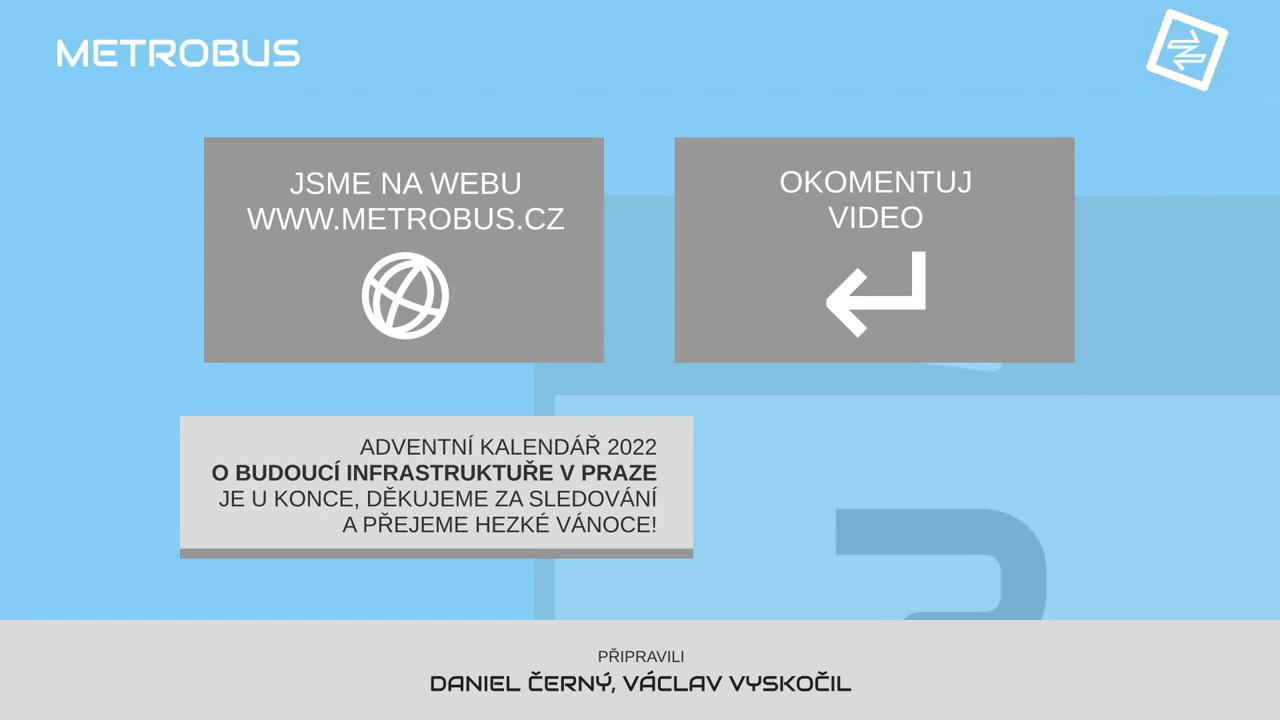 METROBUS
JSME NA WEBU
WWW.METROBUS.CZ
OKOMENTUJ
VIDEO
ADVENTNÍ KALENDÁŘ 2022
O BUDOUCÍ INFRASTRUKTUŘE V PRAZE
JE U KONCE, DĚKUJEME ZA SLEDOVÁNÍ
A PŘEJEME HEZKÉ VÁNOCE!
PŘIPRAVILI
DANIEL ČERNÝ, VÁCLAV VYSKOČIL